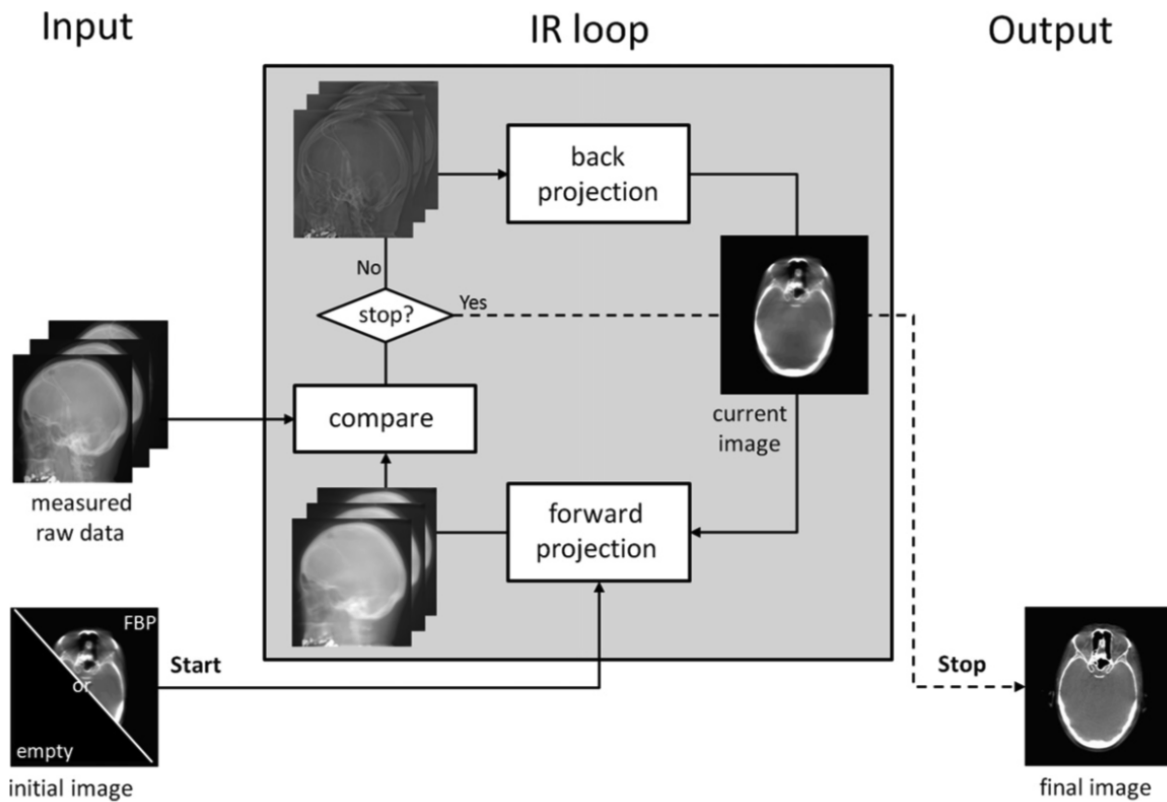 Input
IR loop
Output
back
projection
No
stop?
Yes
compare
current
image
measured
raw data
forward
projection
FBP
or
empty
Start
Stop
initial image
final image